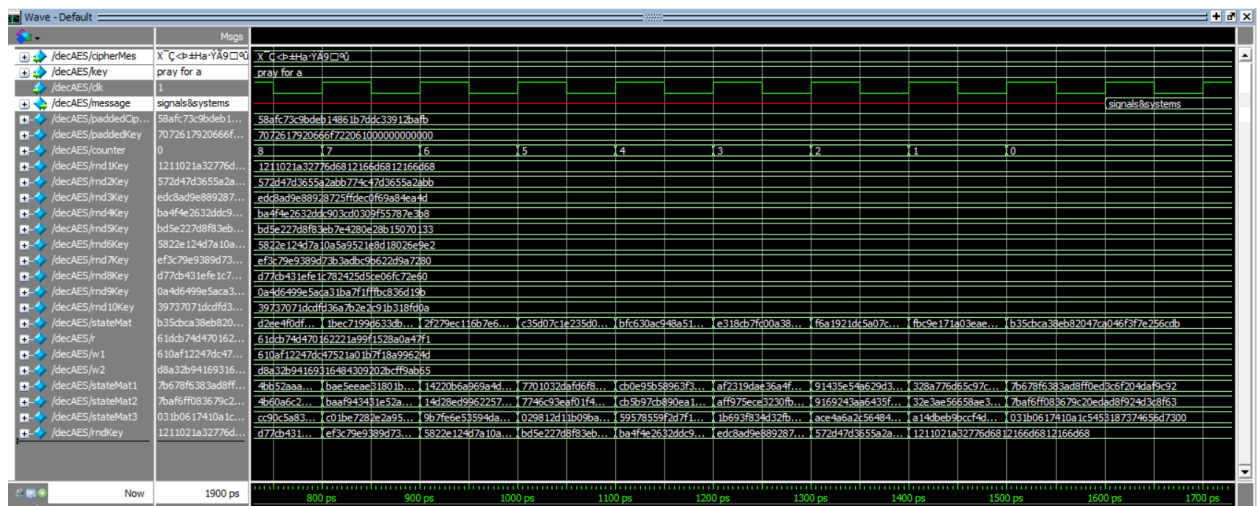 Wave - Default
Msgs
/decAES/cipherMes
/decAES/key pray for a pray for a
/decAES/clk 1
/decAES/message signals&systems signals&systems
/decAES/paddedCip... 58afc73c9bdeb1... 58afc73c9bdeb14861b7ddc33912bafb
/decAES/paddedKey 7072617920666f... 7072617920666f722061000000000000
/decAES/counter 0 8 7 6 5 4 3 2 1 0
/decAES/rnd1Key 1211021a32776d... 1211021a32776d6812166d6812166d68
/decAES/rnd2Key 572d47d3655a2a... 572d47d3655a2abb774c47d3655a2abb
/decAES/rnd3Key edc8ad9e889287... edc8ad9e88928725ffdec0f69a84ea4d
/decAES/rnd4Key ba4f4e2632ddc9... ba4f4e2632ddc903cd0309f55787e3b8
/decAES/rnd5Key bd5e227d8f83eb... bd5e227d8f83eb7e4280e28b15070133
/decAES/rnd6Key 5822e124d7a10a... 5822e124d7a10a5a9521e8d18026e9e2
/decAES/rnd7Key ef3c79e9389d73... ef3c79e9389d73b3adbc9b622d9a7280
/decAES/rnd8Key d77cb431efe1c7... d77cb431efe1c782425d5ce06fc72e60
/decAES/rnd9Key 0a4d6499e5aca3... 0a4d6499e5aca31ba7f1fffbc836d19b
/decAES/rnd10Key 39737071dcdfd3... 39737071dcdfd36a7b2e2c91b318fd0a
/decAES/stateMat b35cbca38eb820... d2ee4f0df... 1bec7199d633db... 2f279ec116b7e6... c35d07c1e235d0... bfc630ac948a51... e318cb7fc00a38... f6a1921dc5a07c... fbc9e171a03eae... b35cbca38eb82047ca046f3f7e256cdb
/decAES/r 61dcb74d470162... 61dcb74d470162221a99f1528a0a47f1
/decAES/w1 610af12247dc47... 610af12247dc47521a01b7f18a99624d
/decAES/w2 d8a32b94169316... d8a32b94169316484309202bcff9ab65
/decAES/stateMat1 7b678f6383ad8ff... 4bb52aaa... bae5eeae31801b... 14220b6a969a4d... 7701032dafd6f8... cb0e95b58963f3... af2319dae36a4f... 91435e54a629d3... 328a776d65c97c... 7b678f6383ad8ff0ed3c6f204daf9c92
/decAES/stateMat2 7baf6ff083679c2... 4b60a6c2... baaf943431e52a... 14d28ed9962257... 7746c93eaf01f4... cb5b97cb890ea1... aff975ece3230fb... 9169243aa6435f... 32e3ae56658ae3... 7baf6ff083679c20edad8f924d3c8f63
/decAES/stateMat3 031b0617410a1c... cc90c5a83... c01be7282e2a95... 9b7fe6e53594da... 029812d11b09ba... 59578559f2d7f1... 1b693f834d32fb... ace4a6a2c56484... a14dbeb9bccf4d... 031b0617410a1c5453187374656d7300
/decAES/rndKey 1211021a32776d... d77cb431... ef3c79e9389d73... 5822e124d7a10a... bd5e227d8f83eb... ba4f4e2632ddc9... edc8ad9e889287... 572d47d3655a2a... 1211021a32776d6812166d6812166d68
Now 1900 ps 800 ps 900 ps 1000 ps 1100 ps 1200 ps 1300 ps 1400 ps 1500 ps 1600 ps 1700 ps